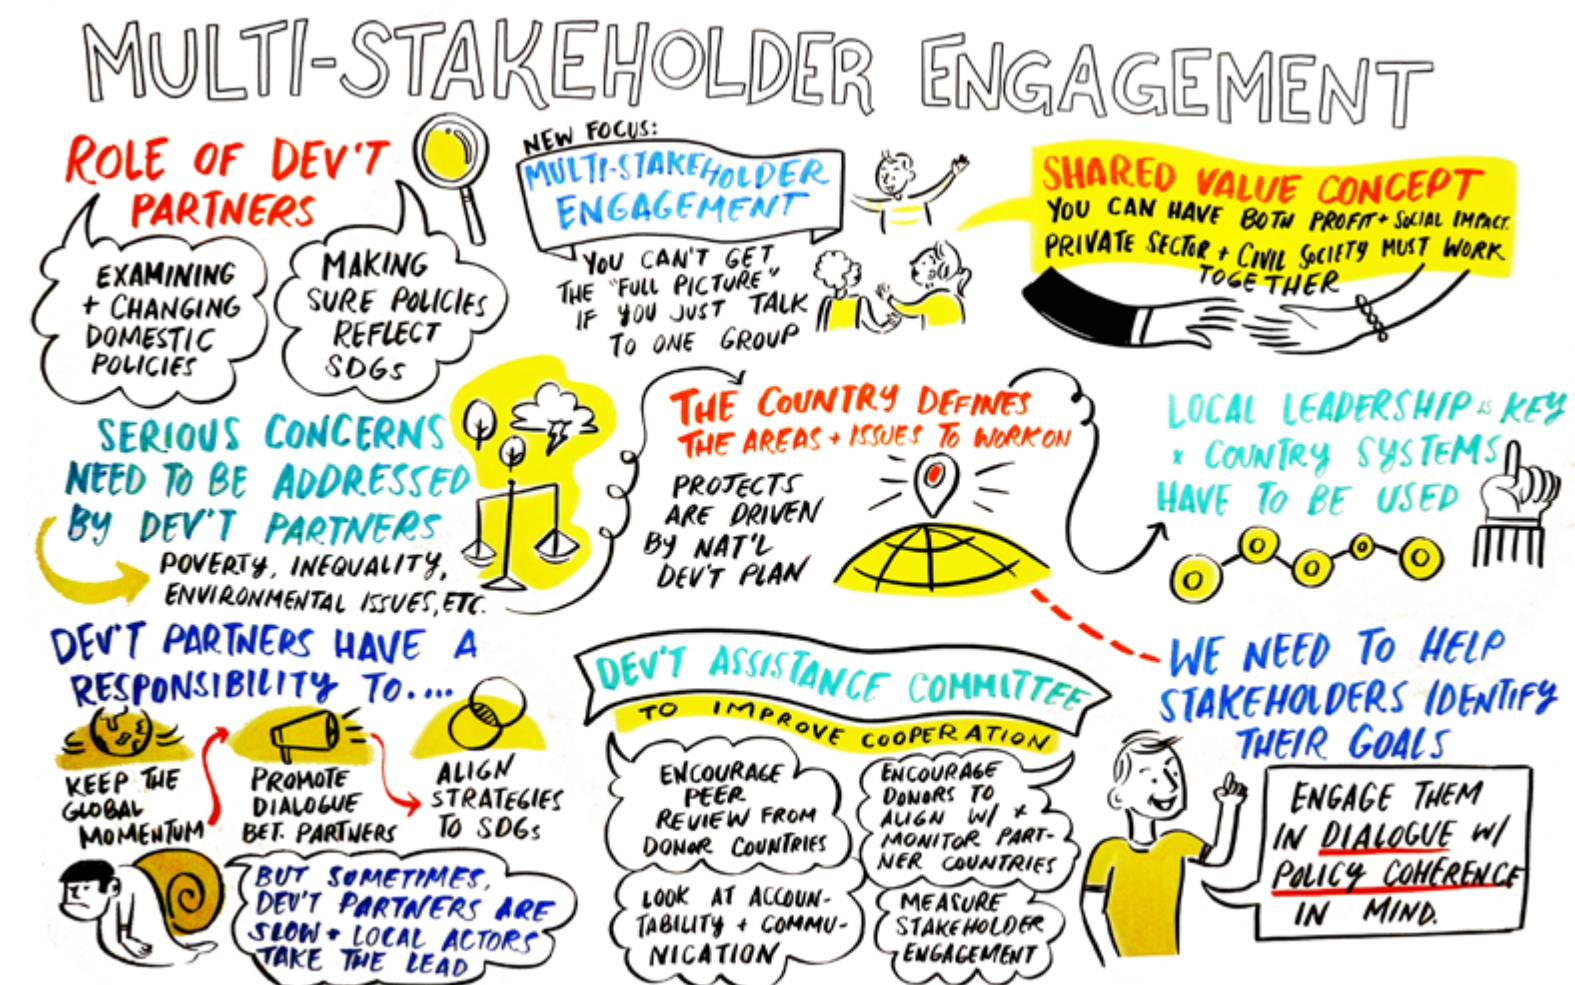 MULTI-STAKEHOLDER ENGAGEMENT
ROLE OF DEV'T
PARTNERS
EXAMINING
+ CHANGING
DOMESTIC
POLICIES
MAKING
SURE POLICIES
REFLECT
SDGS
NEW FOCUS:
MULTI-STAKEHOLDER
ENGAGEMENT
YOU CAN'T GET
THE "FULL PICTURE"
IF YOU JUST TALK
TO ONE GROUP
SHARED VALUE CONCEPT
YOU CAN HAVE BOTH PROFIT + SOCIAL IMPACT.
PRIVATE SECTOR + CIVIL SOCIETY MUST WORK
TOGETHER
SERIOUS CONCERNS
NEED TO BE ADDRESSED
BY DEV'T PARTNERS
POVERTY, INEQUALITY,
ENVIRONMENTAL ISSUES, ETC.
THE COUNTRY DEFINES
THE AREAS + ISSUES TO WORK ON
PROJECTS
ARE DRIVEN
BY NAT'L
DEV'T PLAN
LOCAL LEADERSHIP IS KEY
+ COUNTRY SYSTEMS
HAVE TO BE USED
DEV'T PARTNERS HAVE A
RESPONSIBILITY TO....
KEEP THE
GLOBAL
MOMENTUM
PROMOTE
DIALOGUE
BET. PARTNERS
ALIGN
STRATEGIES
TO SDGs
BUT SOMETIMES,
DEV'T PARTNERS ARE
SLOW + LOCAL ACTORS
TAKE THE LEAD
DEV'T ASSISTANCE COMMITTEE
TO IMPROVE COOPERATION
ENCOURAGE
PEER
REVIEW FROM
DONOR COUNTRIES
ENCOURAGE
DONORS TO
ALIGN W/ +
MONITOR PART-
NER COUNTRIES
LOOK AT ACCOUN-
TABILITY + COMMU-
NICATION
MEASURE
STAKEHOLDER
ENGAGEMENT
WE NEED TO HELP
STAKEHOLDERS IDENTIFY
THEIR GOALS
ENGAGE THEM
IN DIALOGUE W/
POLICY COHERENCE
IN MIND.